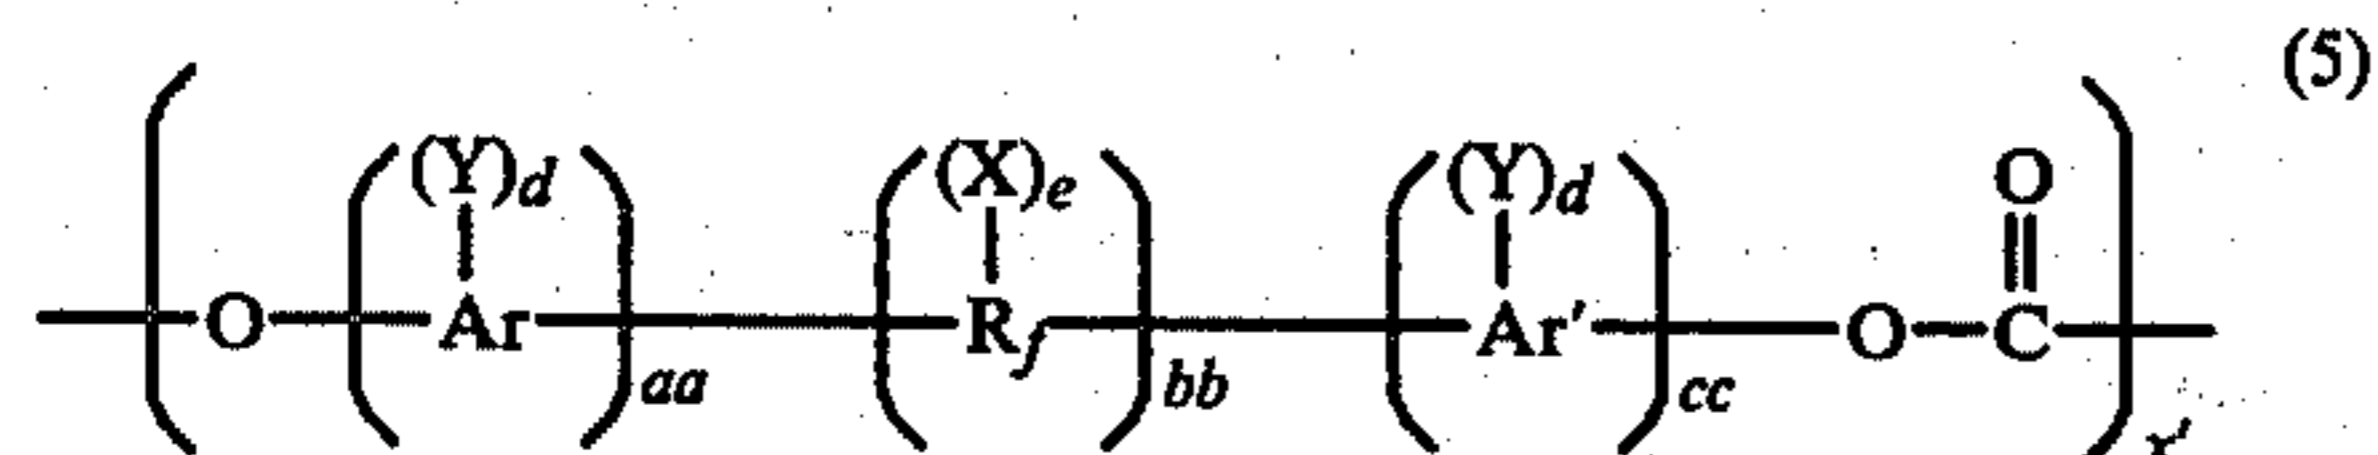 (5)
(Y)d (X)e (Y)d O
O Ar aa Rf bb Ar' cc O C x'